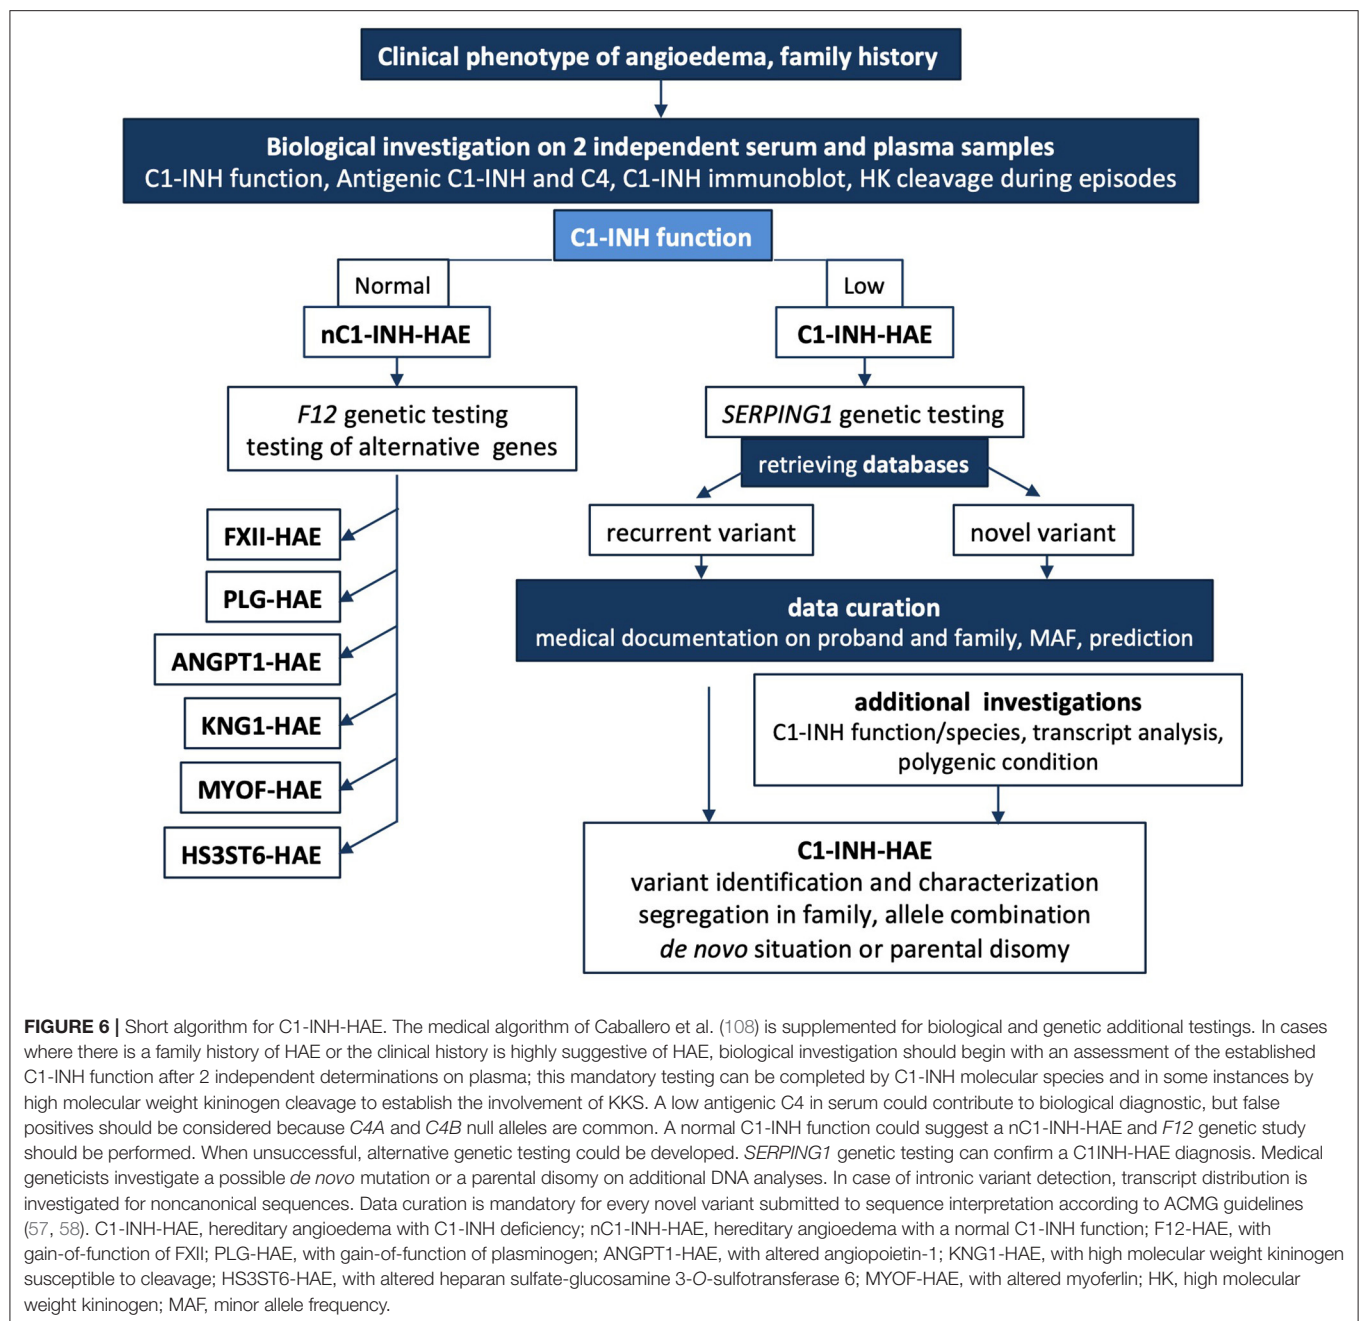 Clinical phenotype of angioedema, family history
Biological investigation on 2 independent serum and plasma samples
C1-INH function, Antigenic C1-INH and C4, C1-INH immunoblot, HK cleavage during episodes
C1-INH function
Normal
Low
nC1-INH-HAE
C1-INH-HAE
F12 genetic testing
testing of alternative genes
SERPING1 genetic testing
retrieving databases
recurrent variant
novel variant
FXII-HAE
PLG-HAE
ANGPT1-HAE
KNG1-HAE
MYOF-HAE
HS3ST6-HAE
data curation
medical documentation on proband and family, MAF, prediction
additional investigations
C1-INH function/species, transcript analysis,
polygenic condition
C1-INH-HAE
variant identification and characterization
segregation in family, allele combination
de novo situation or parental disomy
FIGURE 6 | Short algorithm for C1-INH-HAE. The medical algorithm of Caballero et al. (108) is supplemented for biological and genetic additional testings. In cases
where there is a family history of HAE or the clinical history is highly suggestive of HAE, biological investigation should begin with an assessment of the established
C1-INH function after 2 independent determinations on plasma; this mandatory testing can be completed by C1-INH molecular species and in some instances by
high molecular weight kininogen cleavage to establish the involvement of KKS. A low antigenic C4 in serum could contribute to biological diagnostic, but false
positives should be considered because C4A and C4B null alleles are common. A normal C1-INH function could suggest a nC1-INH-HAE and F12 genetic study
should be performed. When unsuccessful, alternative genetic testing could be developed. SERPING1 genetic testing can confirm a C1INH-HAE diagnosis. Medical
geneticists investigate a possible de novo mutation or a parental disomy on additional DNA analyses. In case of intronic variant detection, transcript distribution is
investigated for noncanonical sequences. Data curation is mandatory for every novel variant submitted to sequence interpretation according to ACMG guidelines
(57, 58). C1-INH-HAE, hereditary angioedema with C1-INH deficiency; nC1-INH-HAE, hereditary angioedema with a normal C1-INH function; F12-HAE, with
gain-of-function of FXII; PLG-HAE, with gain-of-function of plasminogen; ANGPT1-HAE, with altered angiopoietin-1; KNG1-HAE, with high molecular weight kininogen
susceptible to cleavage; HS3ST6-HAE, with altered heparan sulfate-glucosamine 3-O-sulfotransferase 6; MYOF-HAE, with altered myoferlin; HK, high molecular
weight kininogen; MAF, minor allele frequency.